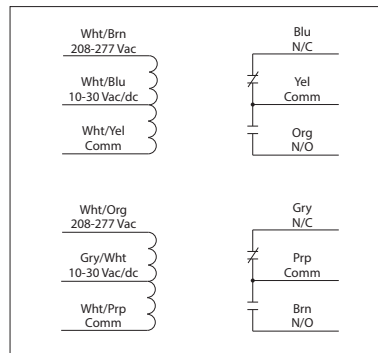 Wht/Brn
208-277 Vac
Wht/Blu
10-30 Vac/dc
Wht/Yel
Comm
Blu
N/C
Yel
Comm
Org
N/O
Wht/Org
208-277 Vac
Gry/Wht
10-30 Vac/dc
Wht/Prp
Comm
Gry
N/C
Prp
Comm
Brn
N/O